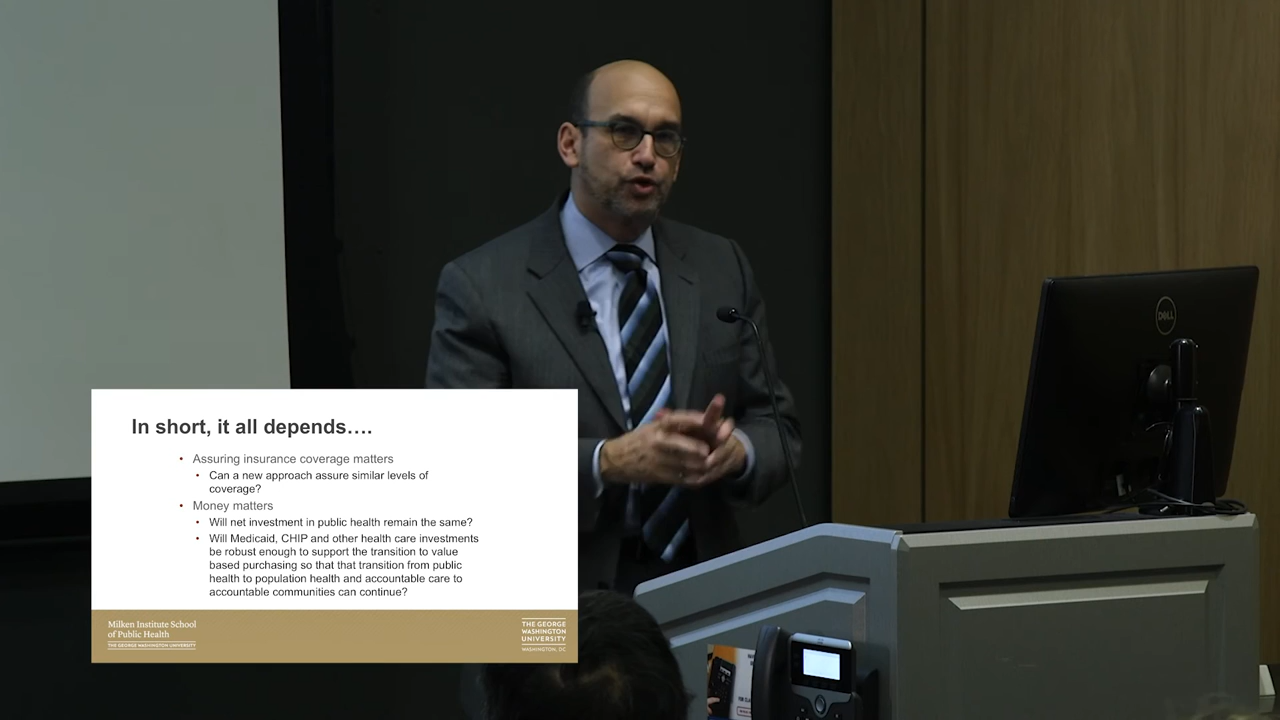 DELL
In short, it all depends….
• Assuring insurance coverage matters
• Can a new approach assure similar levels of
coverage?
• Money matters
• Will net investment in public health remain the same?
• Will Medicaid, CHIP and other health care investments
be robust enough to support the transition to value
based purchasing so that that transition from public
health to population health and accountable care to
accountable communities can continue?
Milken Institute School
of Public Health
THE GEORGE WASHINGTON UNIVERSITY
THE GEORGE
WASHINGTON
UNIVERSITY
WASHINGTON, DC